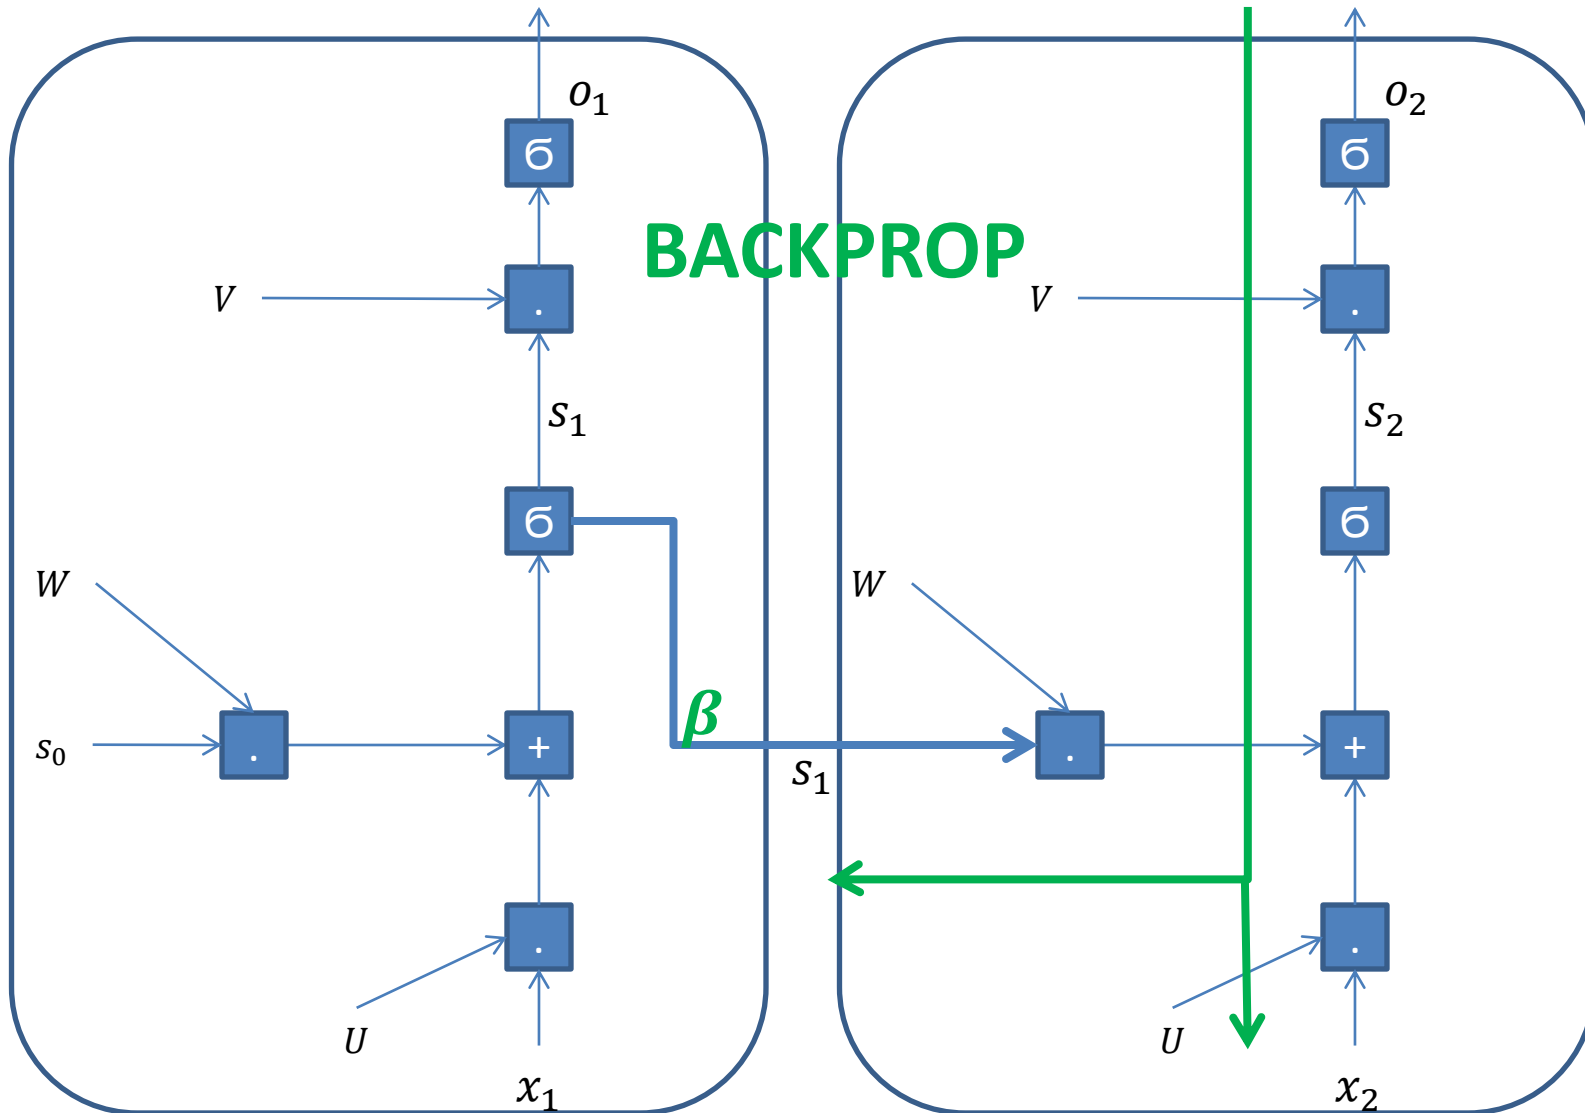 o₁
o₂
б
б
BACKPROP
V
.
V
.
s₁
s₂
б
б
W
W
β
s₀
.
+
s₁
.
+
.
.
U
U
x₁
x₂